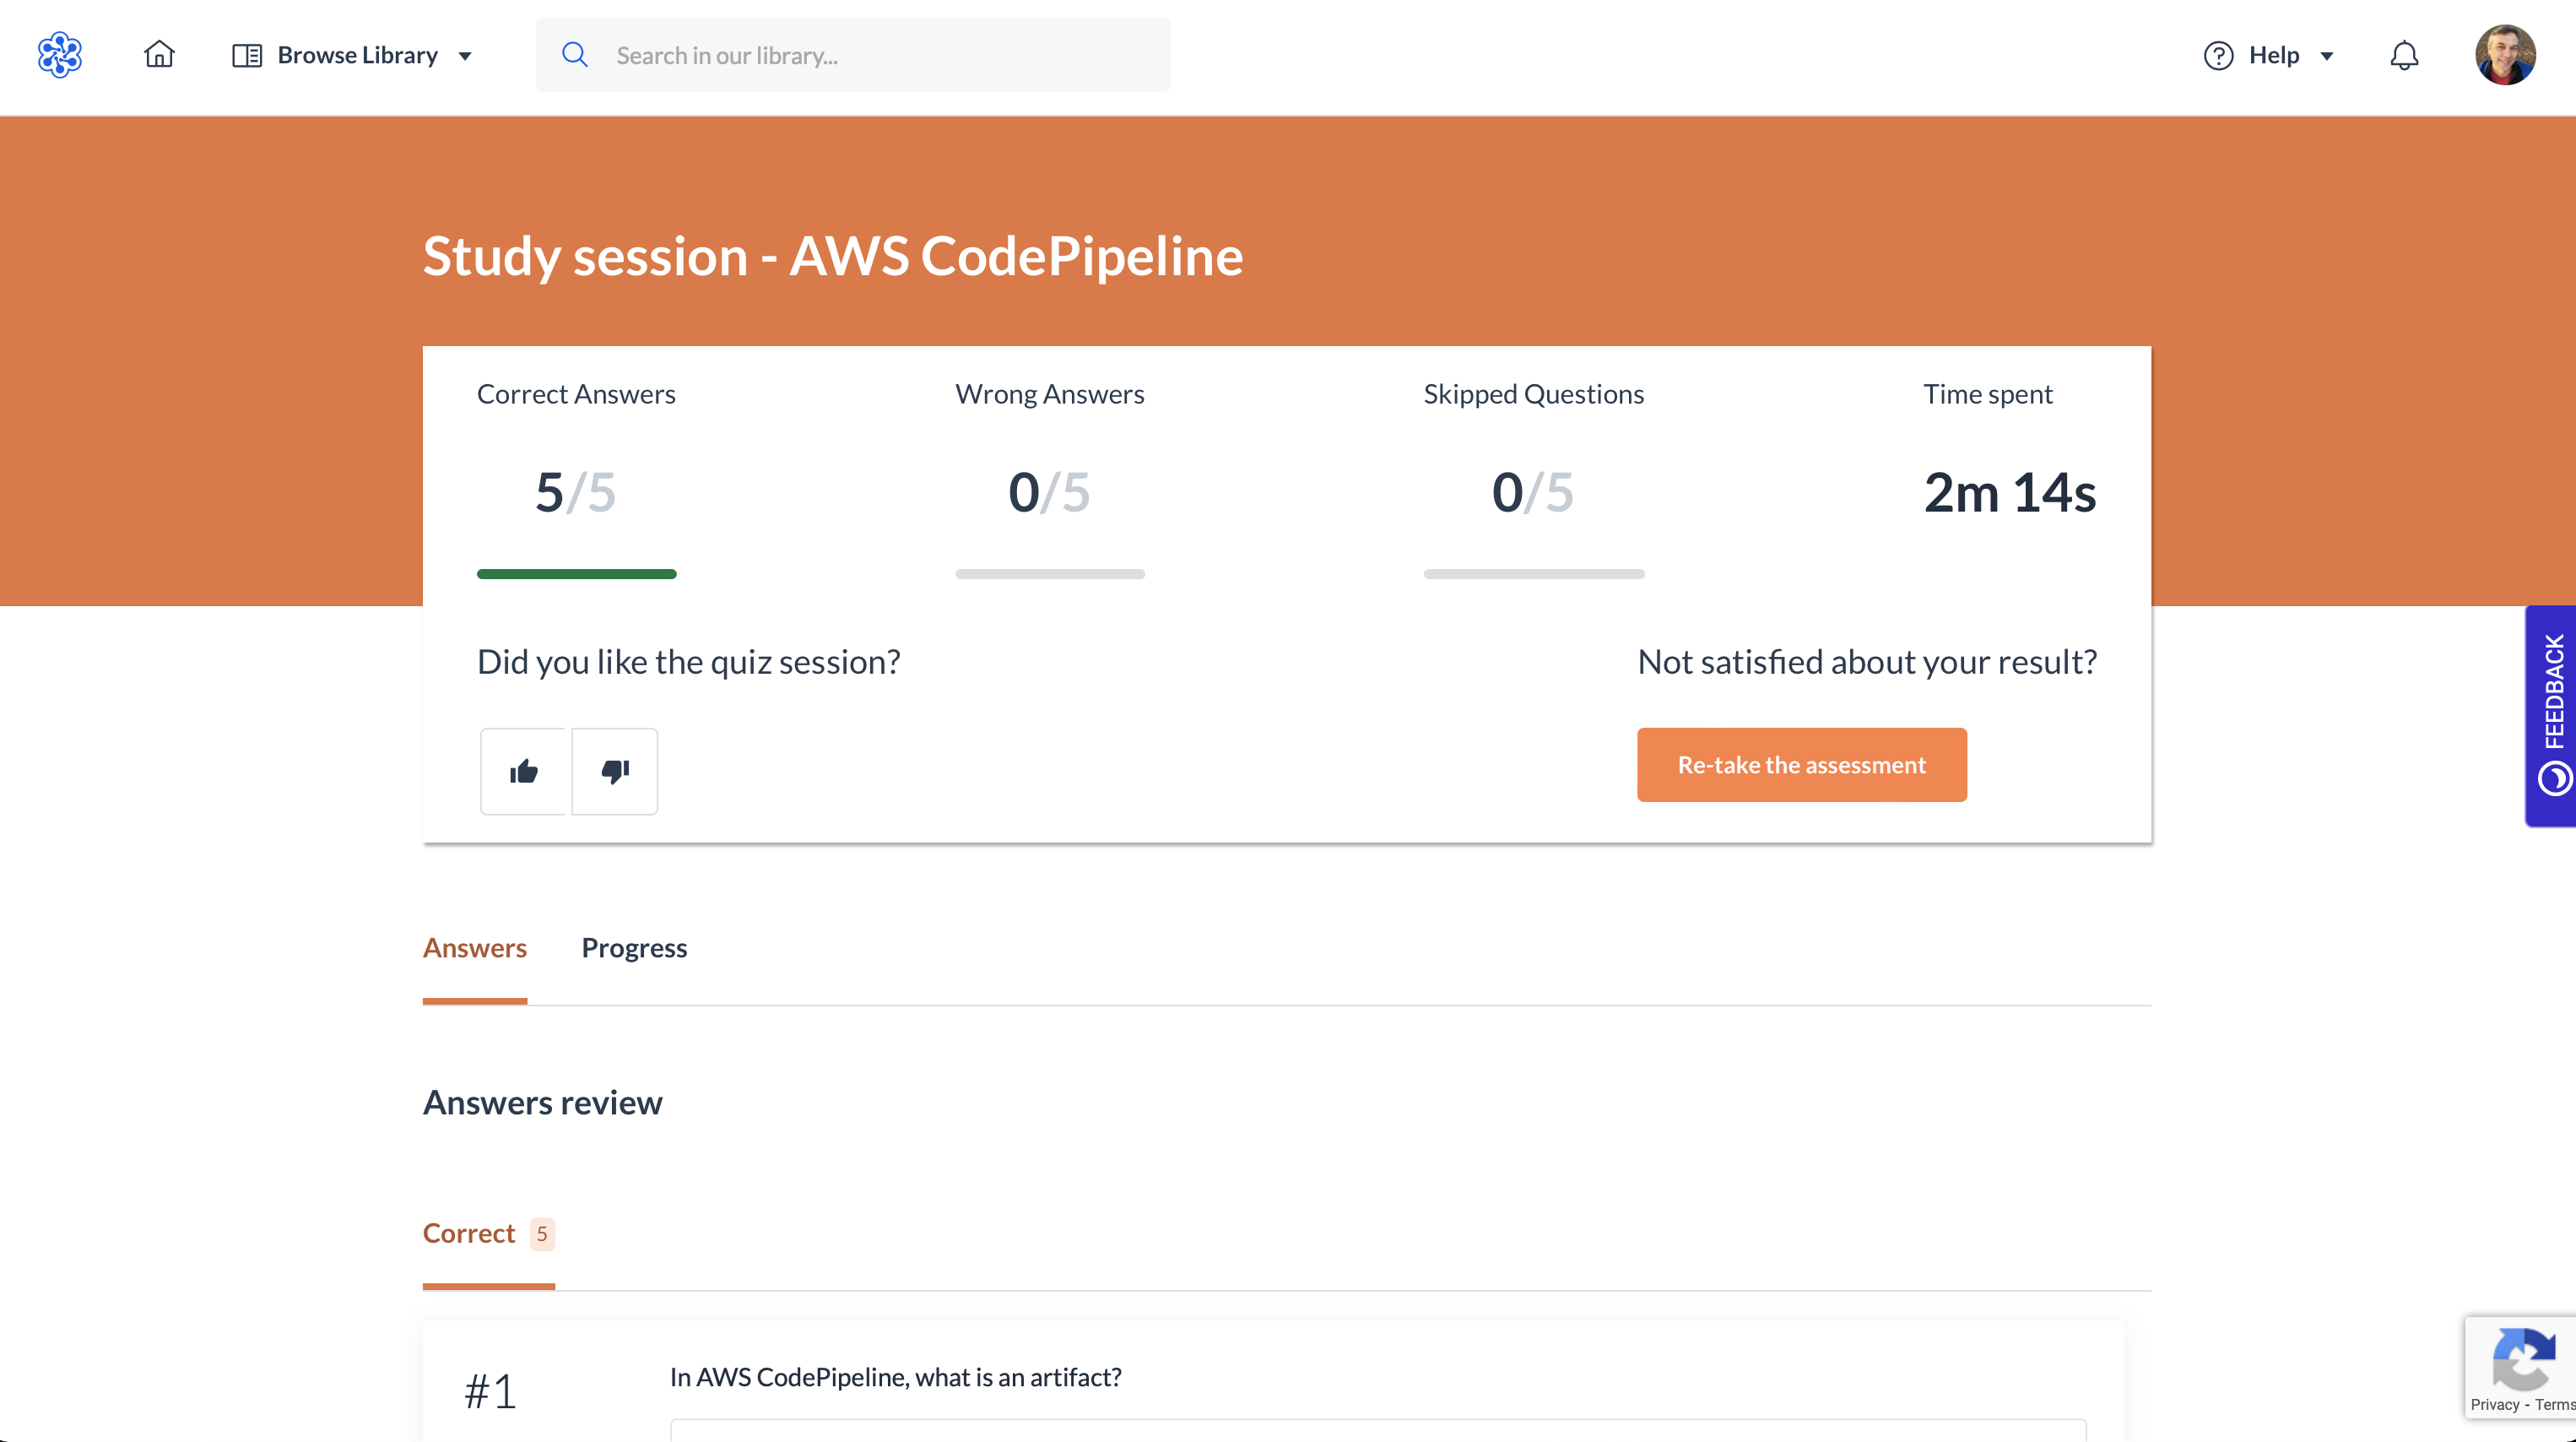 Browse Library
Search in our library...
Help
Study session - AWS CodePipeline
Correct Answers
Wrong Answers
Skipped Questions
Time spent
5/5
0/5
0/5
2m 14s
Did you like the quiz session?
Not satisfied about your result?
Re-take the assessment
FEEDBACK
Answers
Progress
Answers review
Correct 5
#1
In AWS CodePipeline, what is an artifact?
Privacy - Terms